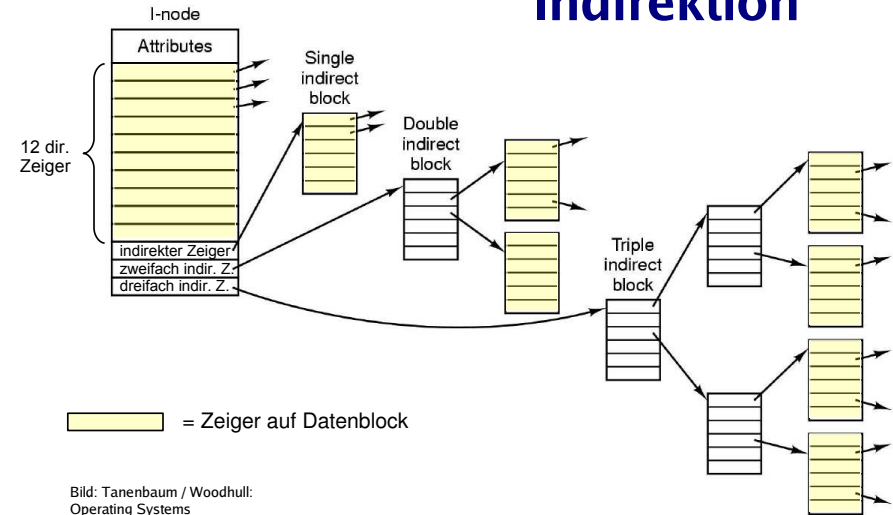 Indirektion
I-node
Attributes
12 dir.
Zeiger
indirekter Zeiger
zweifach indir. Z.
dreifach indir. Z.
Single
indirect
block
Double
indirect
block
Triple
indirect
block
= Zeiger auf Datenblock
Bild: Tanenbaum / Woodhull:
Operating Systems